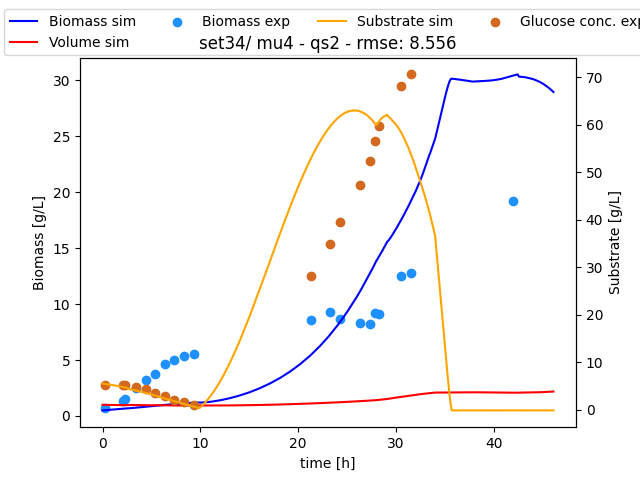 Biomass sim Biomass exp Substrate sim Glucose conc. exp
Volume sim
set34/ mu4 - qs2 - rmse: 8.556
30
25
20
15
10
5
0
Biomass [g/L]
70
60
50
40
30
20
10
0
Substrate [g/L]
0 10 20 30 40
time [h]